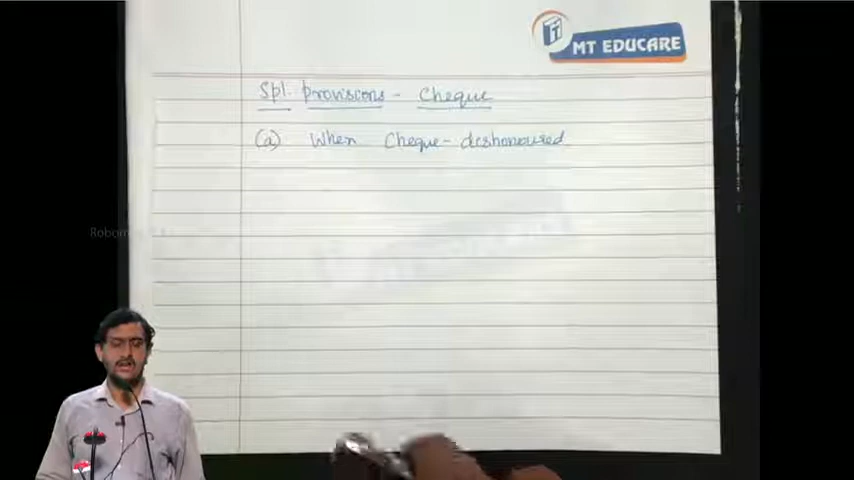 MT EDUCARE
Spl. provisions - Cheque
(a) When Cheque - dishonoured